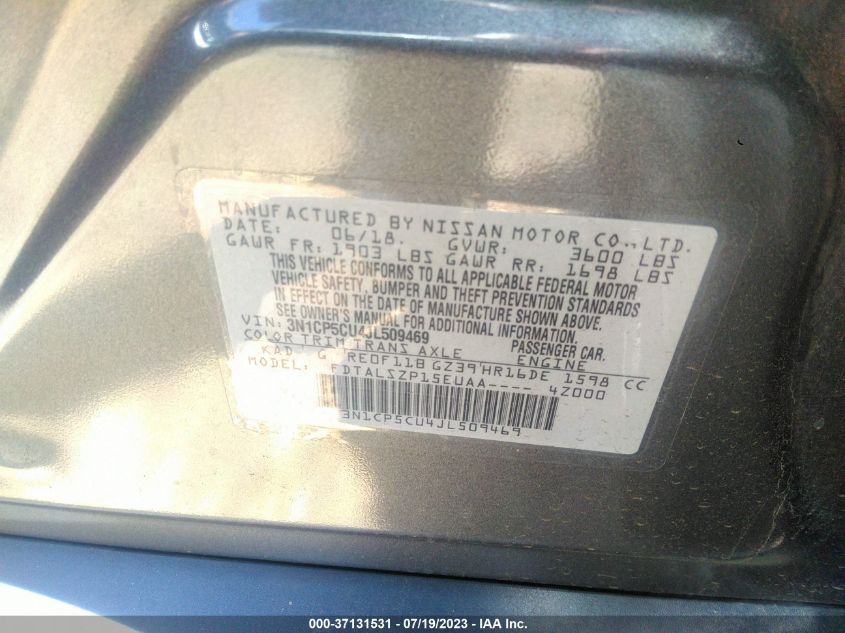 MANUFACTURED BY NISSAN MOTOR CO., LTD.
DATE: 06/18. GVWR: 3600 LBS
GAWR FR: 1903 LBS GAWR RR: 1698 LBS
THIS VEHICLE CONFORMS TO ALL APPLICABLE FEDERAL MOTOR
VEHICLE SAFETY, BUMPER AND THEFT PREVENTION STANDARDS
IN EFFECT ON THE DATE OF MANUFACTURE SHOWN ABOVE.
SEE OWNER'S MANUAL FOR ADDITIONAL INFORMATION.
VIN: 3N1CP5CU4JL509469 PASSENGER CAR.
COLOR TRIM TRANS AXLE ENGINE
KAD G RE0F11B GZ39 HR16DE 1598 CC
MODEL: FDTALSZP15EUAA---- 4Z000
3N1CP5CU4JL509469
000-37131531 - 07/19/2023 - IAA Inc.